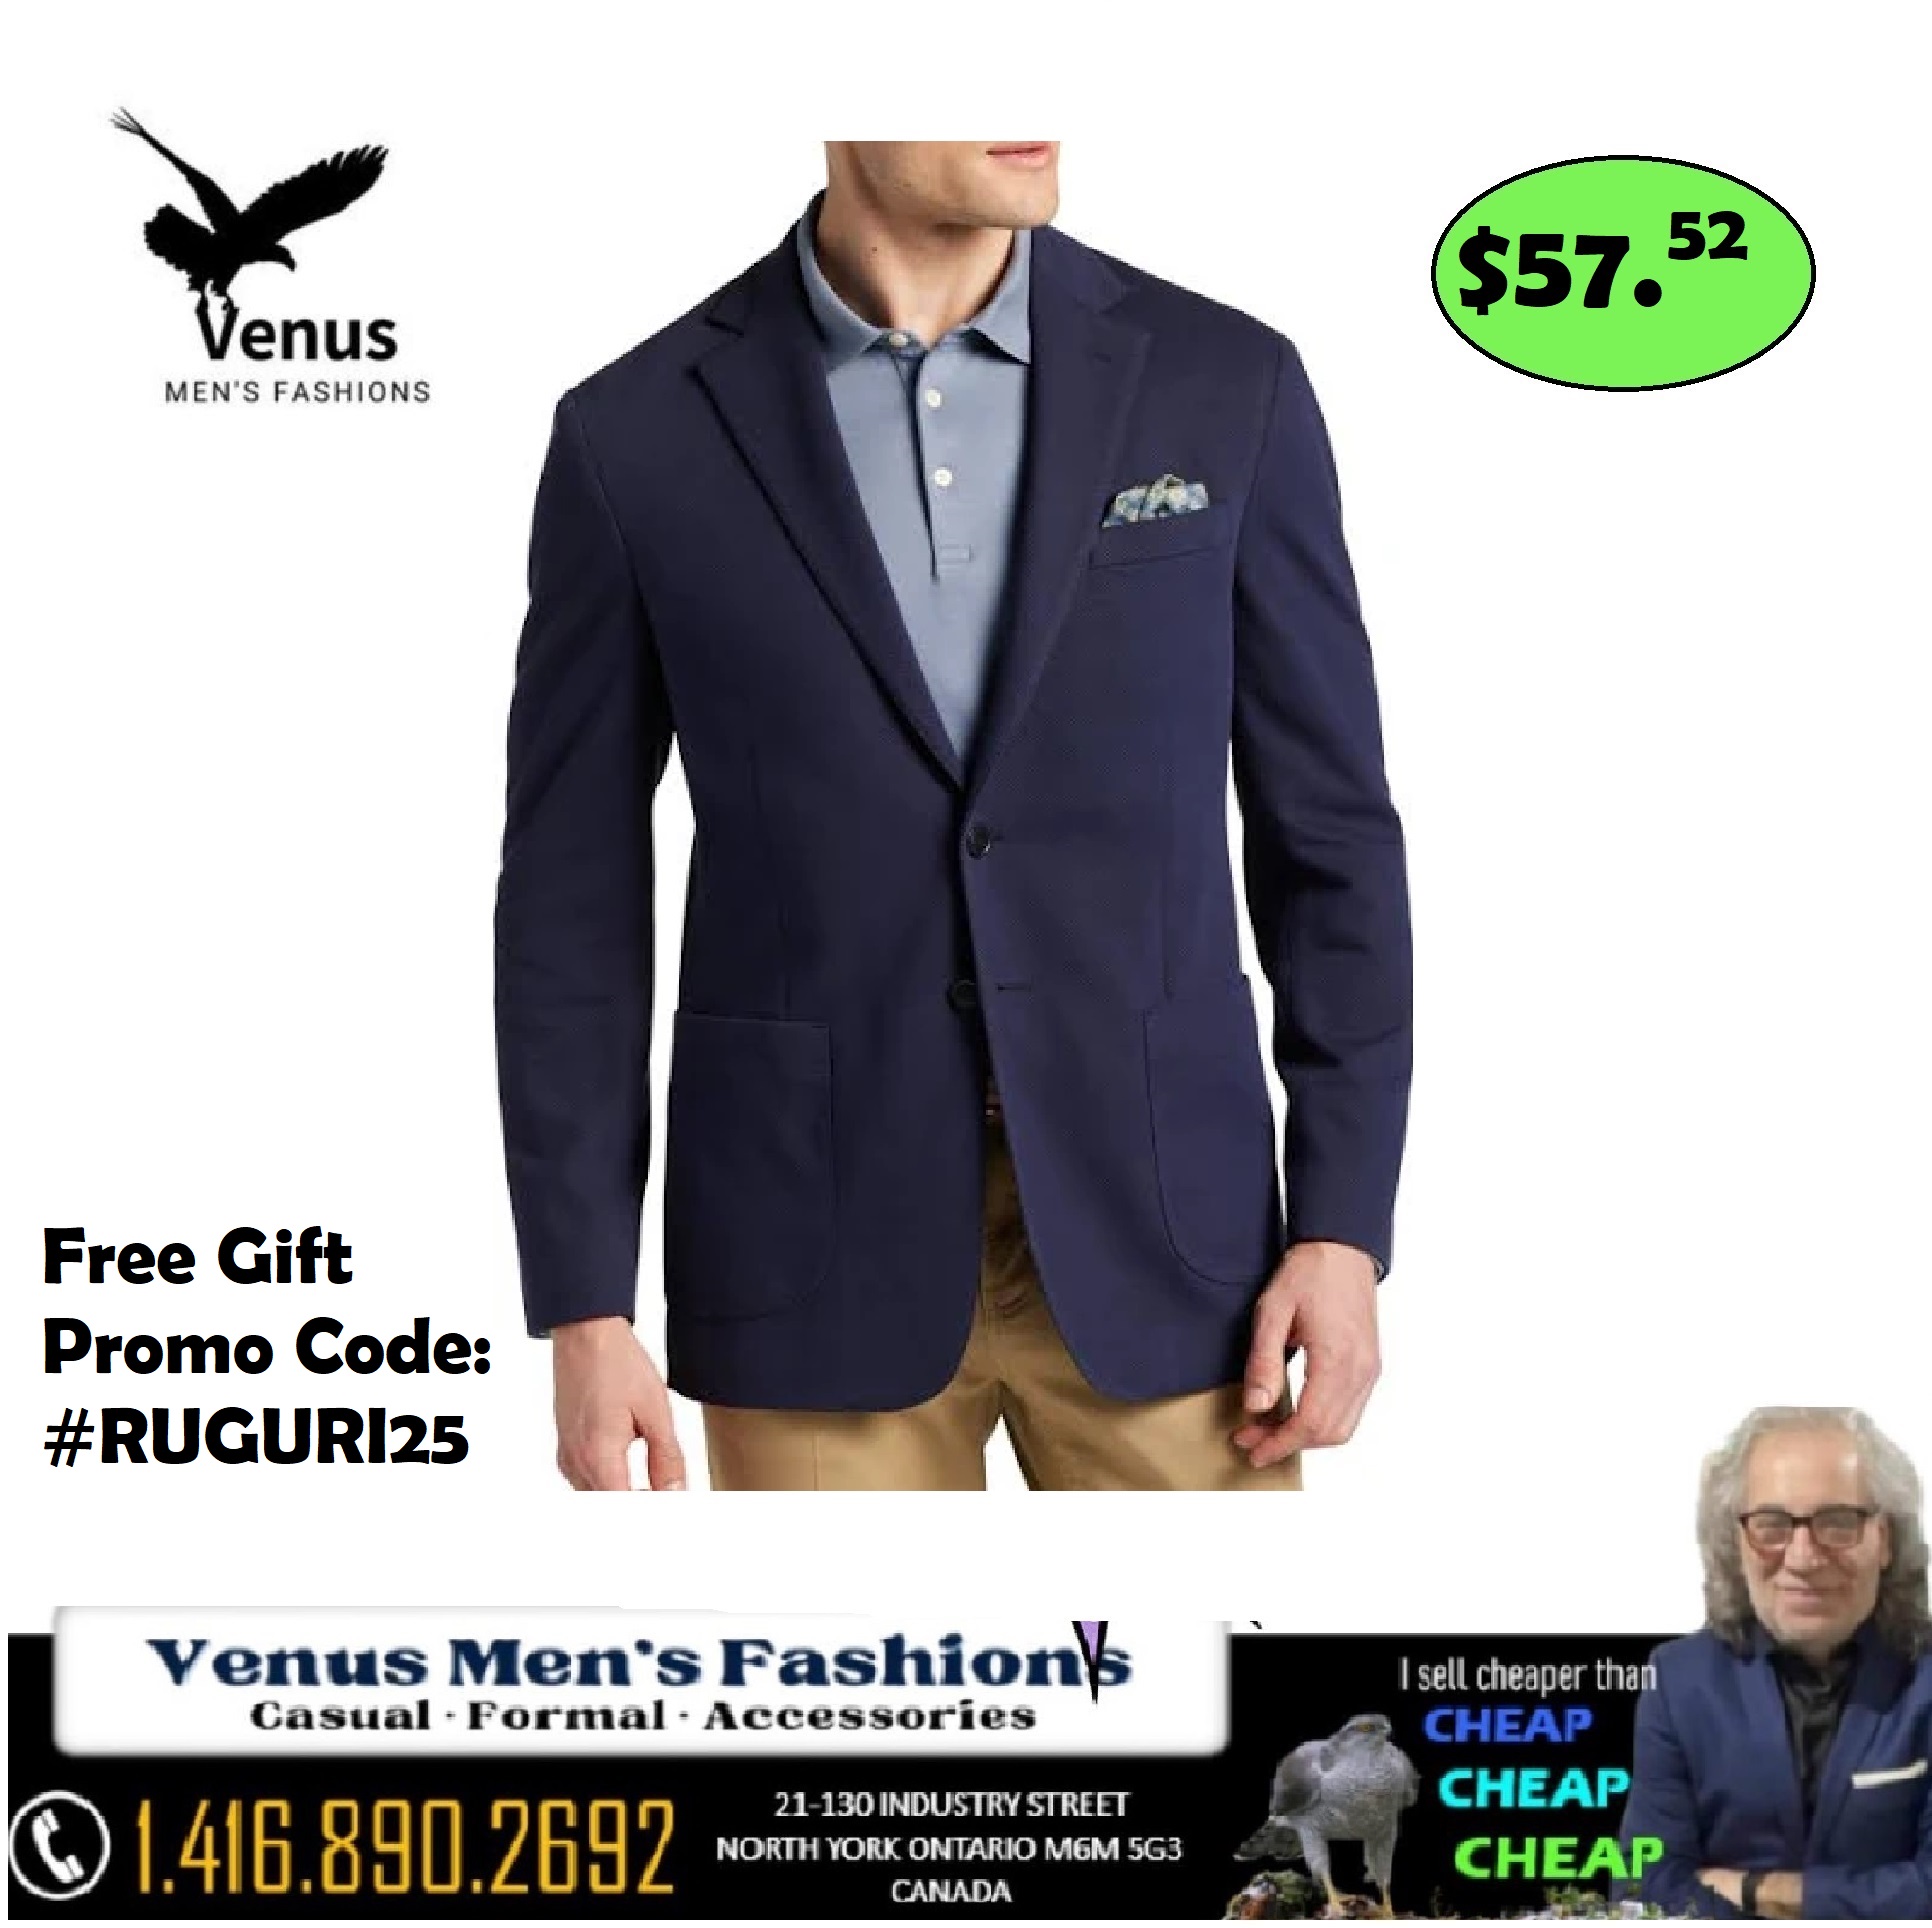 Venus
MEN'S FASHIONS
$57.52
Free Gift
Promo Code:
#RUGURI25
Venus Men's Fashions
Casual · Formal · Accessories
1.416.890.2692
21-130 INDUSTRY STREET
NORTH YORK ONTARIO M6M 5G3
CANADA
I sell cheaper than
CHEAP
CHEAP
CHEAP